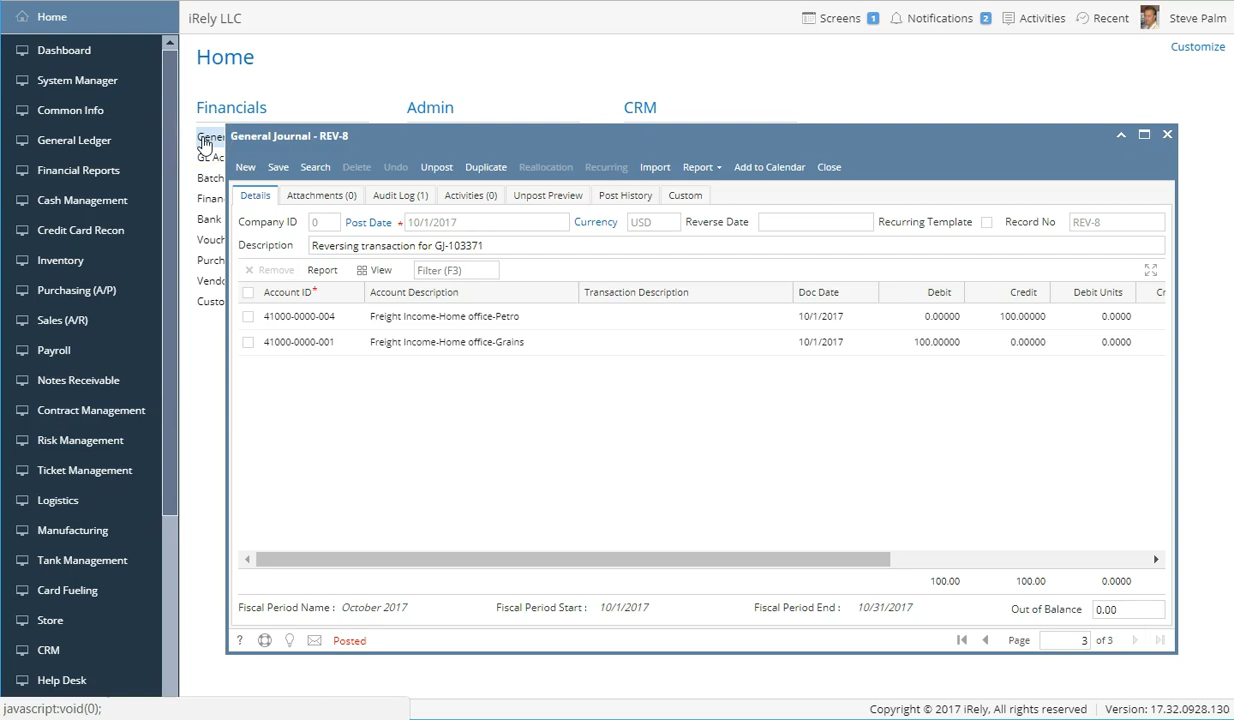 Home
iRely LLC
Screens 1 Notifications 2 Activities Recent Steve Palm
Dashboard
System Manager
Common Info
General Ledger
Financial Reports
Cash Management
Credit Card Recon
Inventory
Purchasing (A/P)
Sales (A/R)
Payroll
Notes Receivable
Contract Management
Risk Management
Ticket Management
Logistics
Manufacturing
Tank Management
Card Fueling
Store
CRM
Help Desk
javascript:void(0);
Home
Customize
Financials Admin CRM
Gener
GL Ac
Batch
Finan
Bank
Vouch
Purch
Vendo
Custo
General Journal - REV-8
New Save Search Delete Undo Unpost Duplicate Reallocation Recurring Import Report Add to Calendar Close
Details Attachments (0) Audit Log (1) Activities (0) Unpost Preview Post History Custom
Company ID 0 Post Date * 10/1/2017 Currency USD Reverse Date Recurring Template Record No REV-8
Description Reversing transaction for GJ-103371
Remove Report View Filter (F3)
Account ID* Account Description Transaction Description Doc Date Debit Credit Debit Units Cr
41000-0000-004 Freight Income-Home office-Petro 10/1/2017 0.00000 100.00000 0.0000
41000-0000-001 Freight Income-Home office-Grains 10/1/2017 100.00000 0.00000 0.0000
100.00 100.00 0.0000
Fiscal Period Name : October 2017 Fiscal Period Start : 10/1/2017 Fiscal Period End : 10/31/2017 Out of Balance 0.00
? Posted Page 3 of 3
Copyright © 2017 iRely, All rights reserved Version: 17.32.0928.130